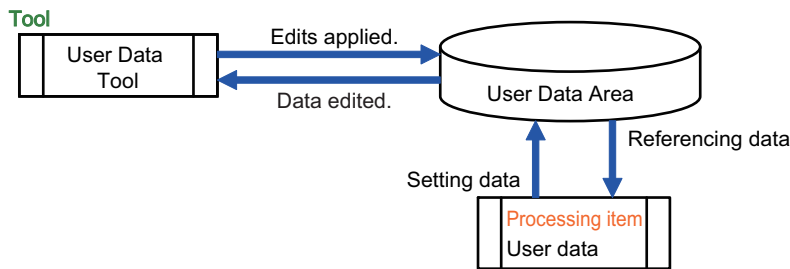 Tool
User Data
Tool
Edits applied.
Data edited.
User Data Area
Referencing data
Setting data
Processing item
User data